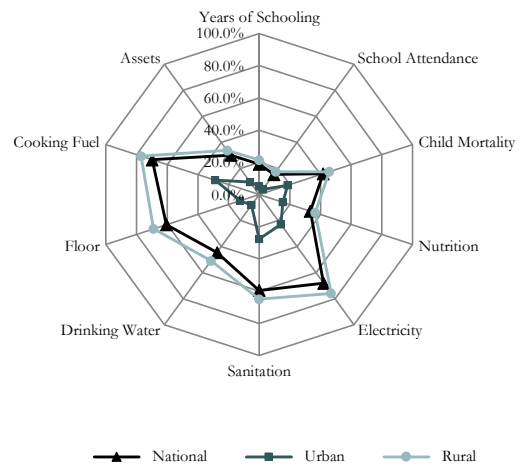 Years of Schooling
100.0%
Assets
80.0%
School Attendance
60.0%
40.0%
Cooking Fuel
20.0%
Child Mortality
0.0%
Floor
Nutrition
Drinking Water
Electricity
Sanitation
National Urban Rural